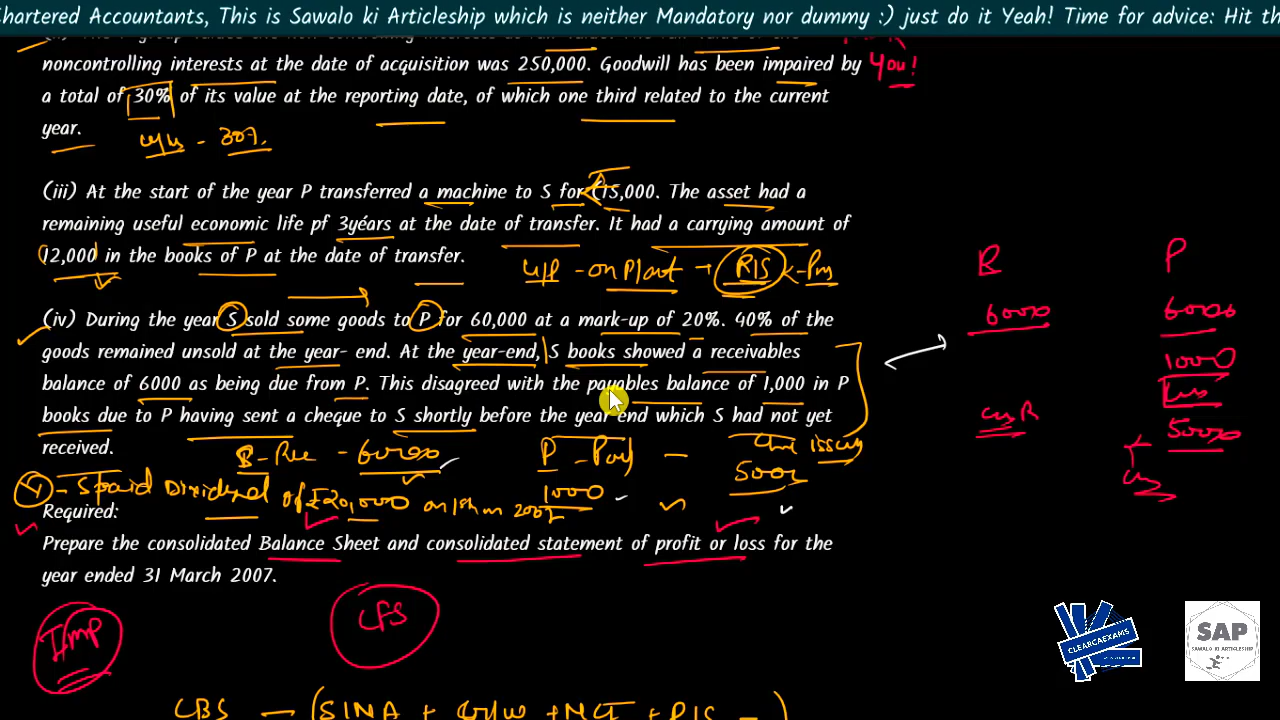 Chartered Accountants, This is Sawalo ki Articleship which is neither Mandatory nor dummy :) just do it Yeah! Time for advice: Hit th
noncontrolling interests at the date of acquisition was 250,000. Goodwill has been impaired by
You!
a total of 30% of its value at the reporting date, of which one third related to the current
year.
- 30%
(iii) At the start of the year P transferred a machine to S for 15,000. The asset had a
remaining useful economic life pf 3yéars at the date of transfer. It had a carrying amount of
12,000 in the books of P at the date of transfer.
B P
6000 6000
(iv) During the year S sold some goods to P for 60,000 at a mark-up of 20%. 40% of the
goods remained unsold at the year- end. At the year-end, S books showed a receivables
1000
balance of 6000 as being due from P. This disagreed with the payables balance of 1,000 in P
books due to P having sent a cheque to S shortly before the year end which S had not yet
5000
received.
- 6000 P - 5000
- S paid Dividend of £20,000 on 1000
Required:
Prepare the consolidated Balance Sheet and consolidated statement of profit or loss for the
year ended 31 March 2007.
IMP
CFS
CLEARCAEXAMS
SAP
SAWALO KI ARTICLESHIP
CBS - (SINA + + NCI +